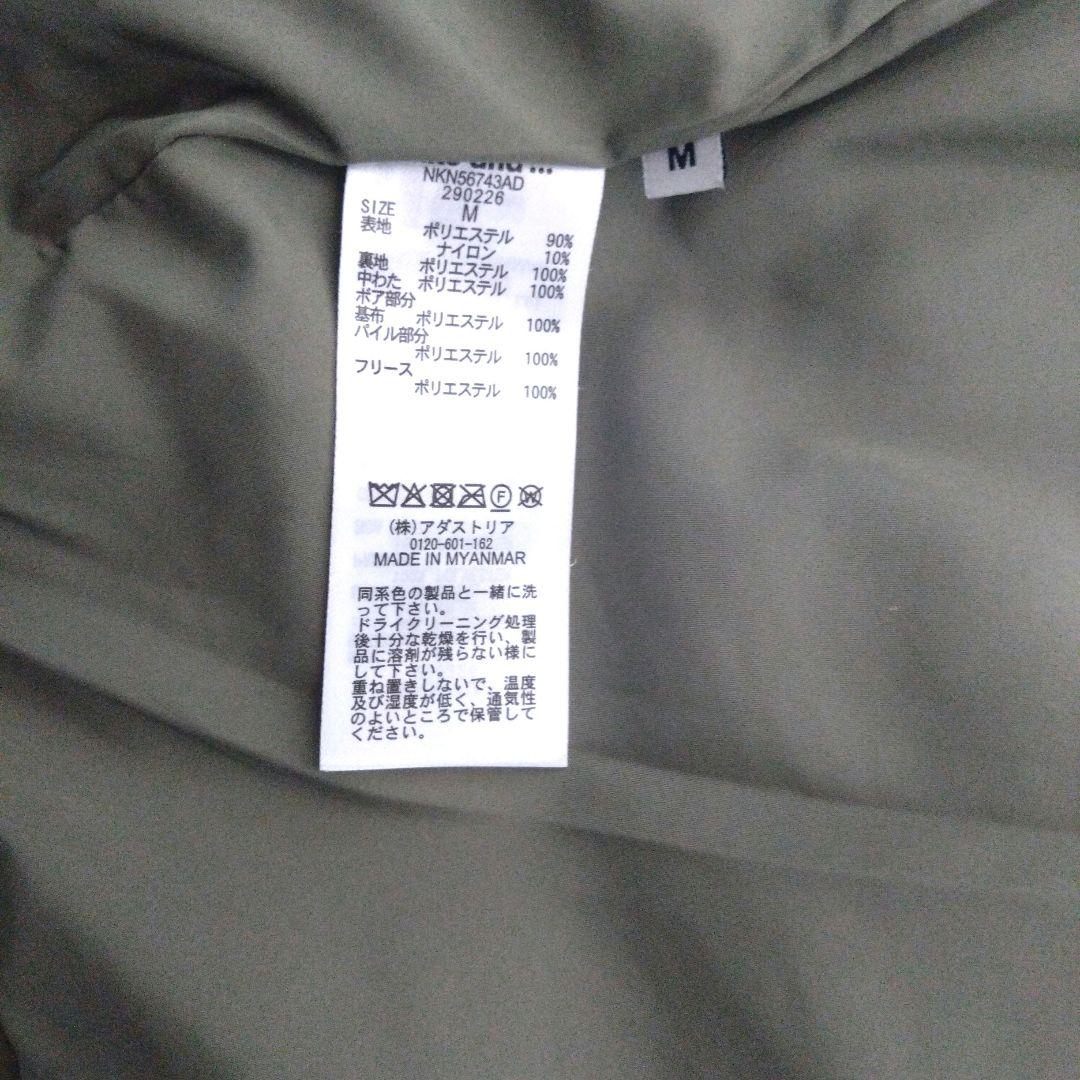 and ...
M
NKN56743AD
290226
SIZE M
表地 ポリエステル 90%
ナイロン 10%
裏地 ポリエステル 100%
中わた ポリエステル 100%
ボア部分
基布 ポリエステル 100%
パイル部分
ポリエステル 100%
フリース
ポリエステル 100%
F W
(株)アダストリア
0120-601-162
MADE IN MYANMAR
同系色の製品と一緒に洗
って下さい。
ドライクリーニング処理
後十分な乾燥を行い、製
品に溶剤が残らない様に
して下さい。
重ね置きしないで、温度
及び湿度が低く、通気性
のよいところで保管して
ください。